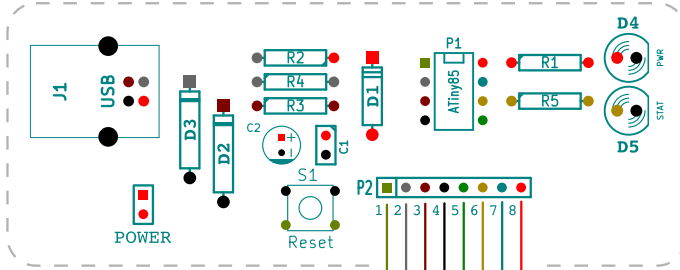 D4
P1
PWR
R2
R1
J1
USB
R4
D1
ATiny85
R3
R5
STAT
C2
+
D3
D2
C1
D5
S1
P2
1 2 3 4 5 6 7 8
POWER
Reset